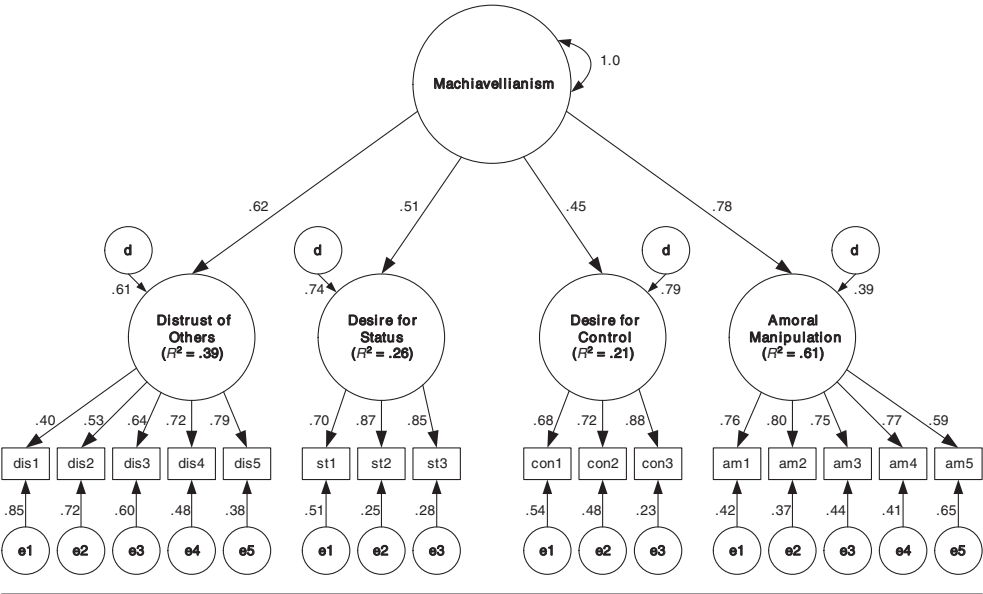 Machiavellianism
1.0
.62
.51
.45
.78
d
d
d
d
.61
.74
.79
.39
Distrust of
Others
(R² = .39)
Desire for
Status
(R² = .26)
Desire for
Control
(R² = .21)
Amoral
Manipulation
(R² = .61)
.40 .53 .64 .72 .79
.70 .87 .85
.68 .72 .88
.76 .80 .75 .77 .59
dis1 dis2 dis3 dis4 dis5
st1 st2 st3
con1 con2 con3
am1 am2 am3 am4 am5
.85 .72 .60 .48 .38
.51 .25 .28
.54 .48 .23
.42 .37 .44 .41 .65
e1 e2 e3 e4 e5
e1 e2 e3
e1 e2 e3
e1 e2 e3 e4 e5